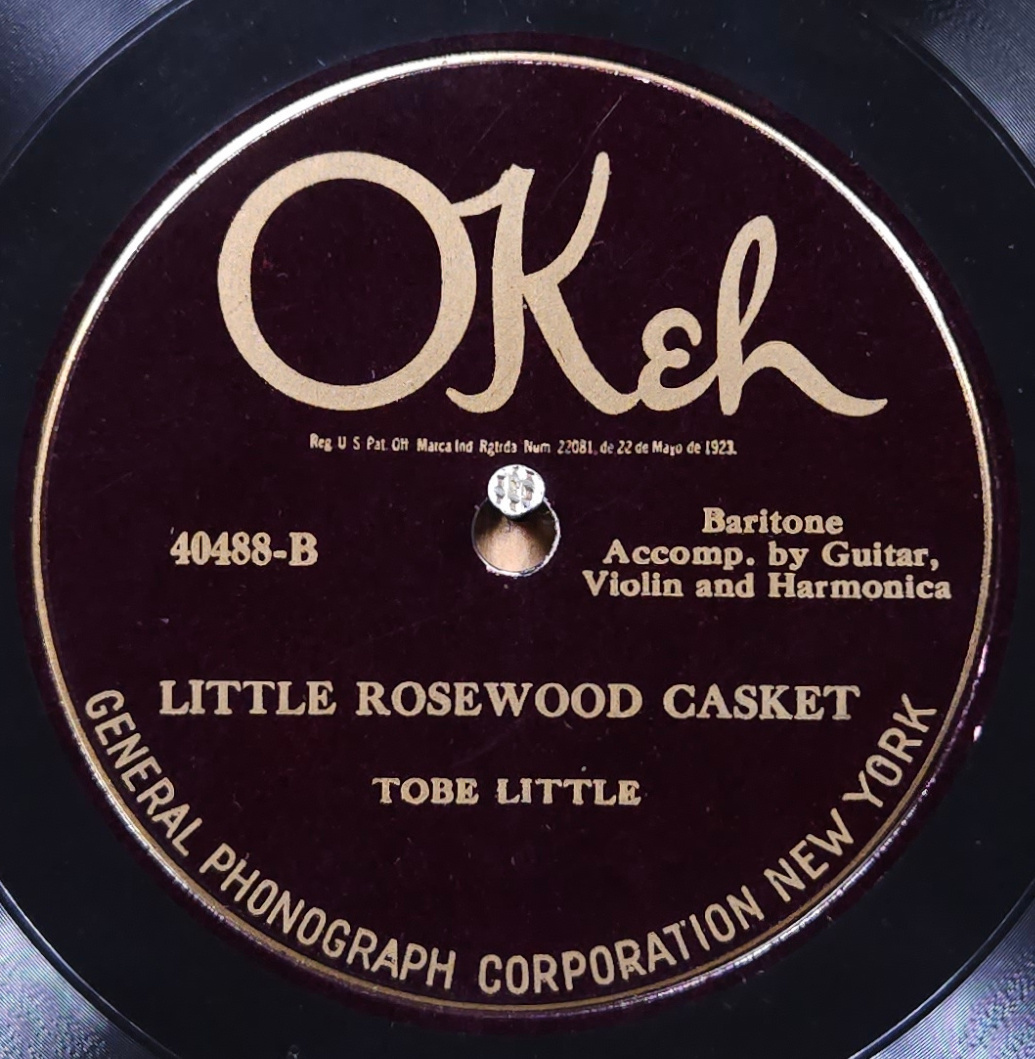 OKeh
Reg. U S Pat. Off Marca Ind Rgtrda Num 22081, de 22 de Mayo de 1923.
40488-B
Baritone
Accomp. by Guitar,
Violin and Harmonica
LITTLE ROSEWOOD CASKET
TOBE LITTLE
GENERAL PHONOGRAPH CORPORATION NEW YORK